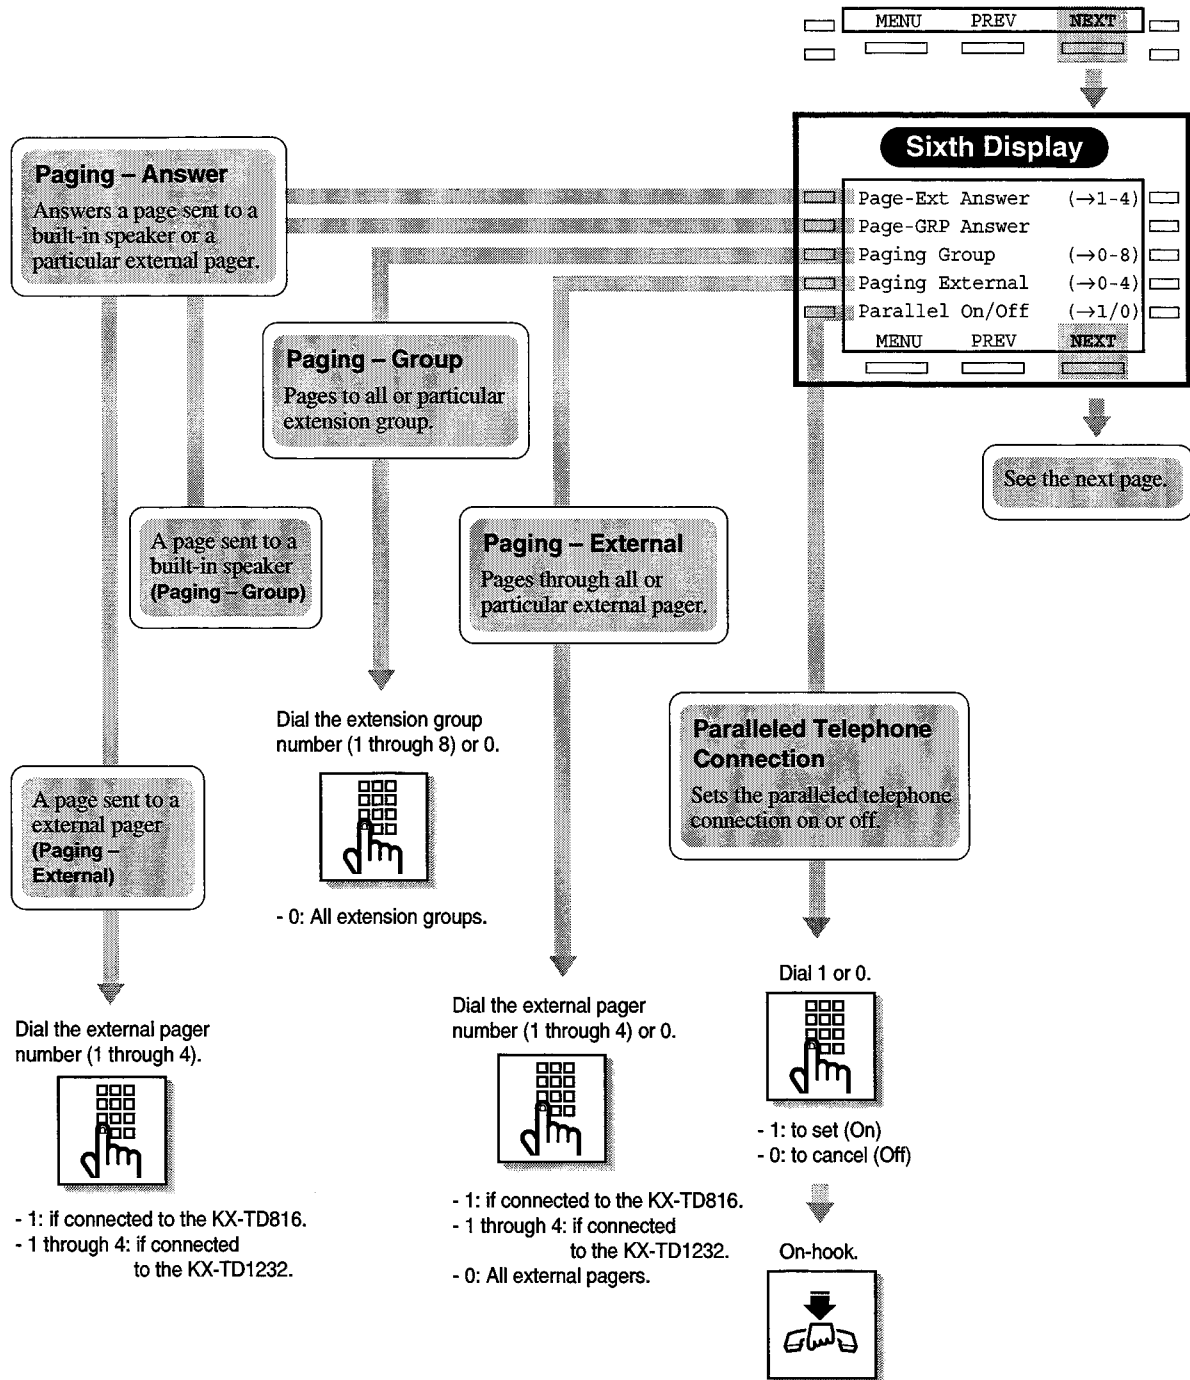 MENU PREV NEXT
Sixth Display
Page-Ext Answer (→1-4)
Page-GRP Answer
Paging Group (→0-8)
Paging External (→0-4)
Parallel On/Off (→1/0)
MENU PREV NEXT
See the next page.
Paging – Answer
Answers a page sent to a
built-in speaker or a
particular external pager.
Paging – Group
Pages to all or particular
extension group.
A page sent to a
built-in speaker
(Paging – Group)
Paging – External
Pages through all or
particular external pager.
Dial the extension group
number (1 through 8) or 0.
- 0: All extension groups.
Paralleled Telephone
Connection
Sets the paralleled telephone
connection on or off.
A page sent to a
external pager
(Paging –
External)
Dial the external pager
number (1 through 4).
- 1: if connected to the KX-TD816.
- 1 through 4: if connected
to the KX-TD1232.
Dial the external pager
number (1 through 4) or 0.
- 1: if connected to the KX-TD816.
- 1 through 4: if connected
to the KX-TD1232.
- 0: All external pagers.
Dial 1 or 0.
- 1: to set (On)
- 0: to cancel (Off)
On-hook.